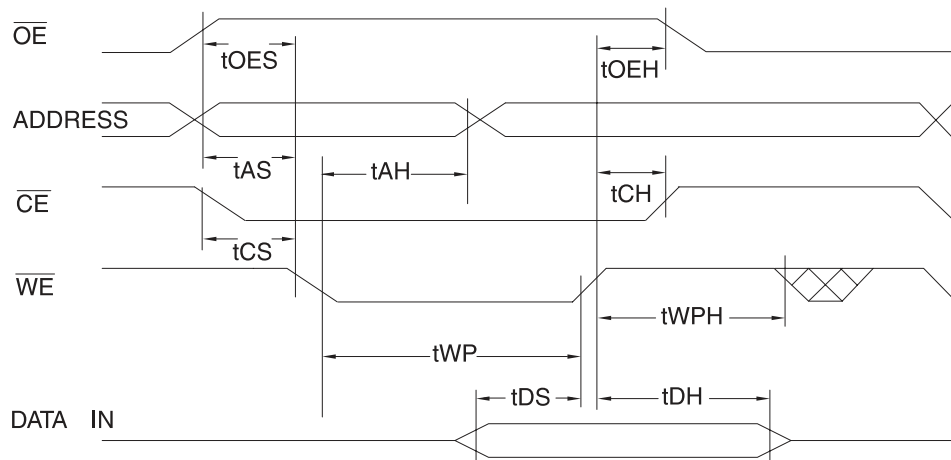 OE
tOES
tOEH
ADDRESS
tAS
tAH
tCH
CE
tCS
WE
tWPH
tWP
tDS
tDH
DATA IN